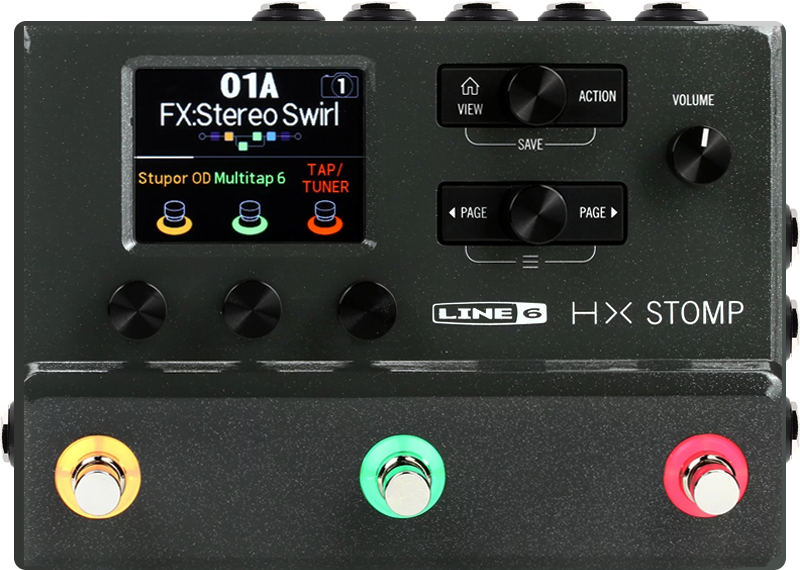 01A
1
FX:Stereo Swirl
Stupor OD
Multitap 6
TAP/
TUNER
VIEW
ACTION
SAVE
PAGE
PAGE
VOLUME
LINE 6
HX STOMP